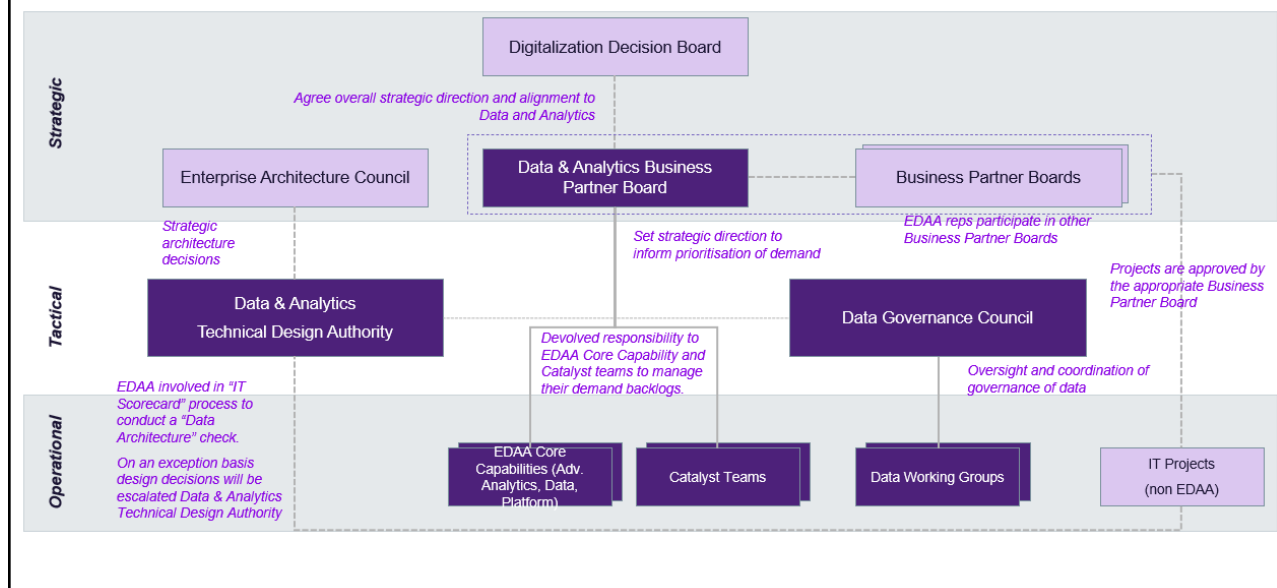 Strategic
Digitalization Decision Board
Agree overall strategic direction and alignment to
Data and Analytics
Enterprise Architecture Council
Data & Analytics Business
Partner Board
Business Partner Boards
Strategic
architecture
decisions
Set strategic direction to
inform prioritisation of demand
EDAA reps participate in other
Business Partner Boards
Projects are approved by
the appropriate Business
Partner Board
Tactical
Data & Analytics
Technical Design Authority
Data Governance Council
Devolved responsibility to
EDAA Core Capability and
Catalyst teams to manage
their demand backlogs.
Oversight and coordination of
governance of data
Operational
EDAA involved in “IT
Scorecard” process to
conduct a “Data
Architecture” check.
On an exception basis
design decisions will be
escalated Data & Analytics
Technical Design Authority
EDAA Core
Capabilities (Adv.
Analytics, Data,
Platform)
Catalyst Teams
Data Working Groups
IT Projects
(non EDAA)